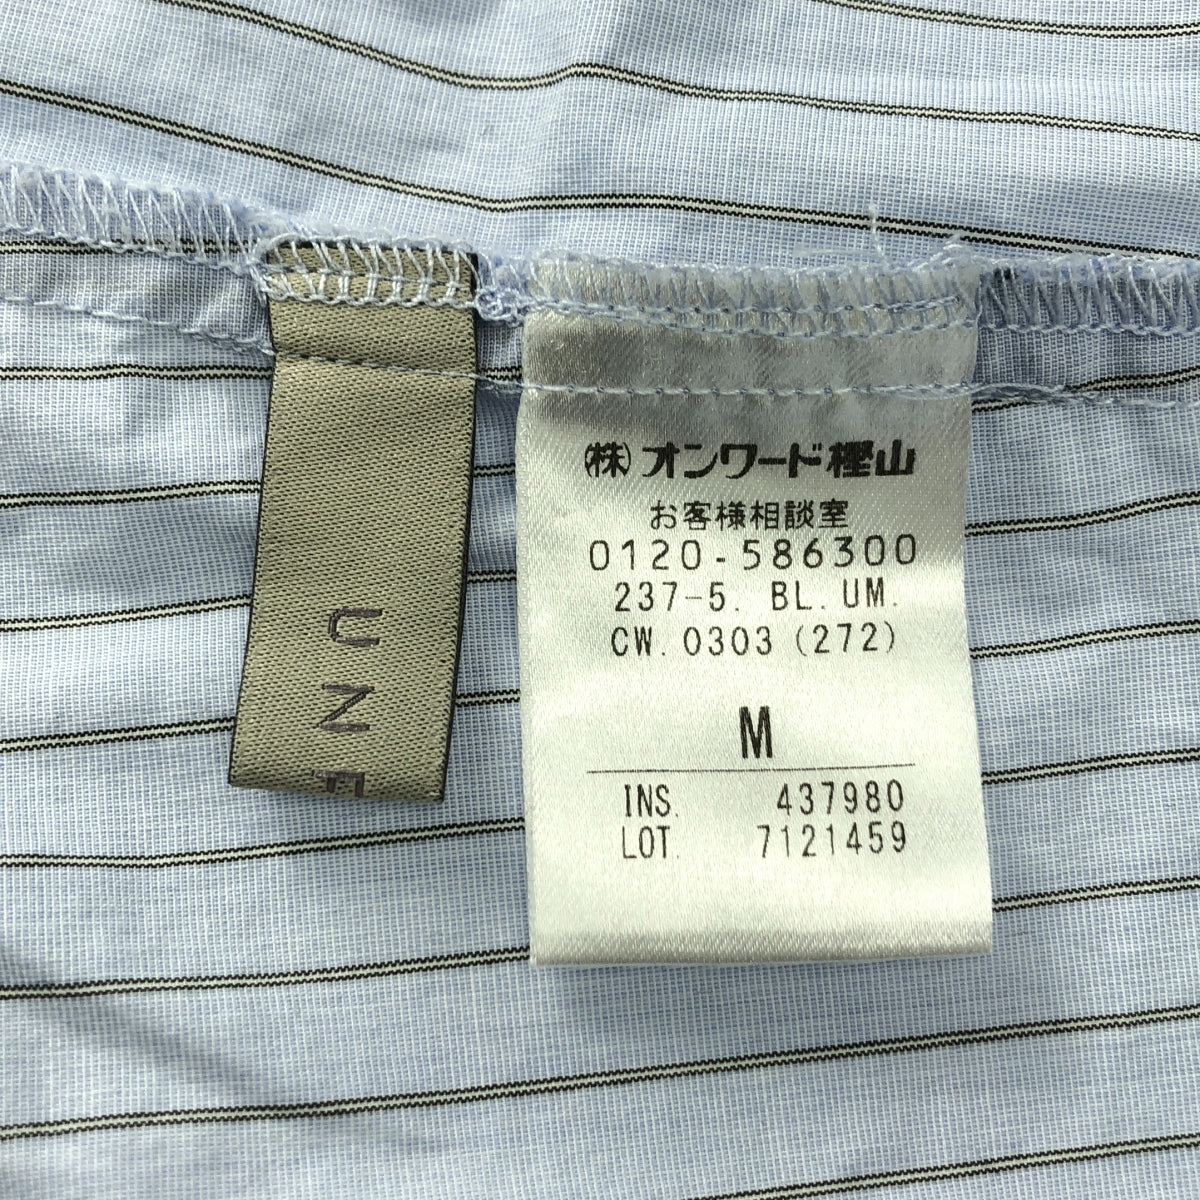 UNF
㈱オンワード樫山
お客様相談室
0120-586300
237-5. BL. UM.
CW. 0303 (272)
M
INS. 437980
LOT. 7121459